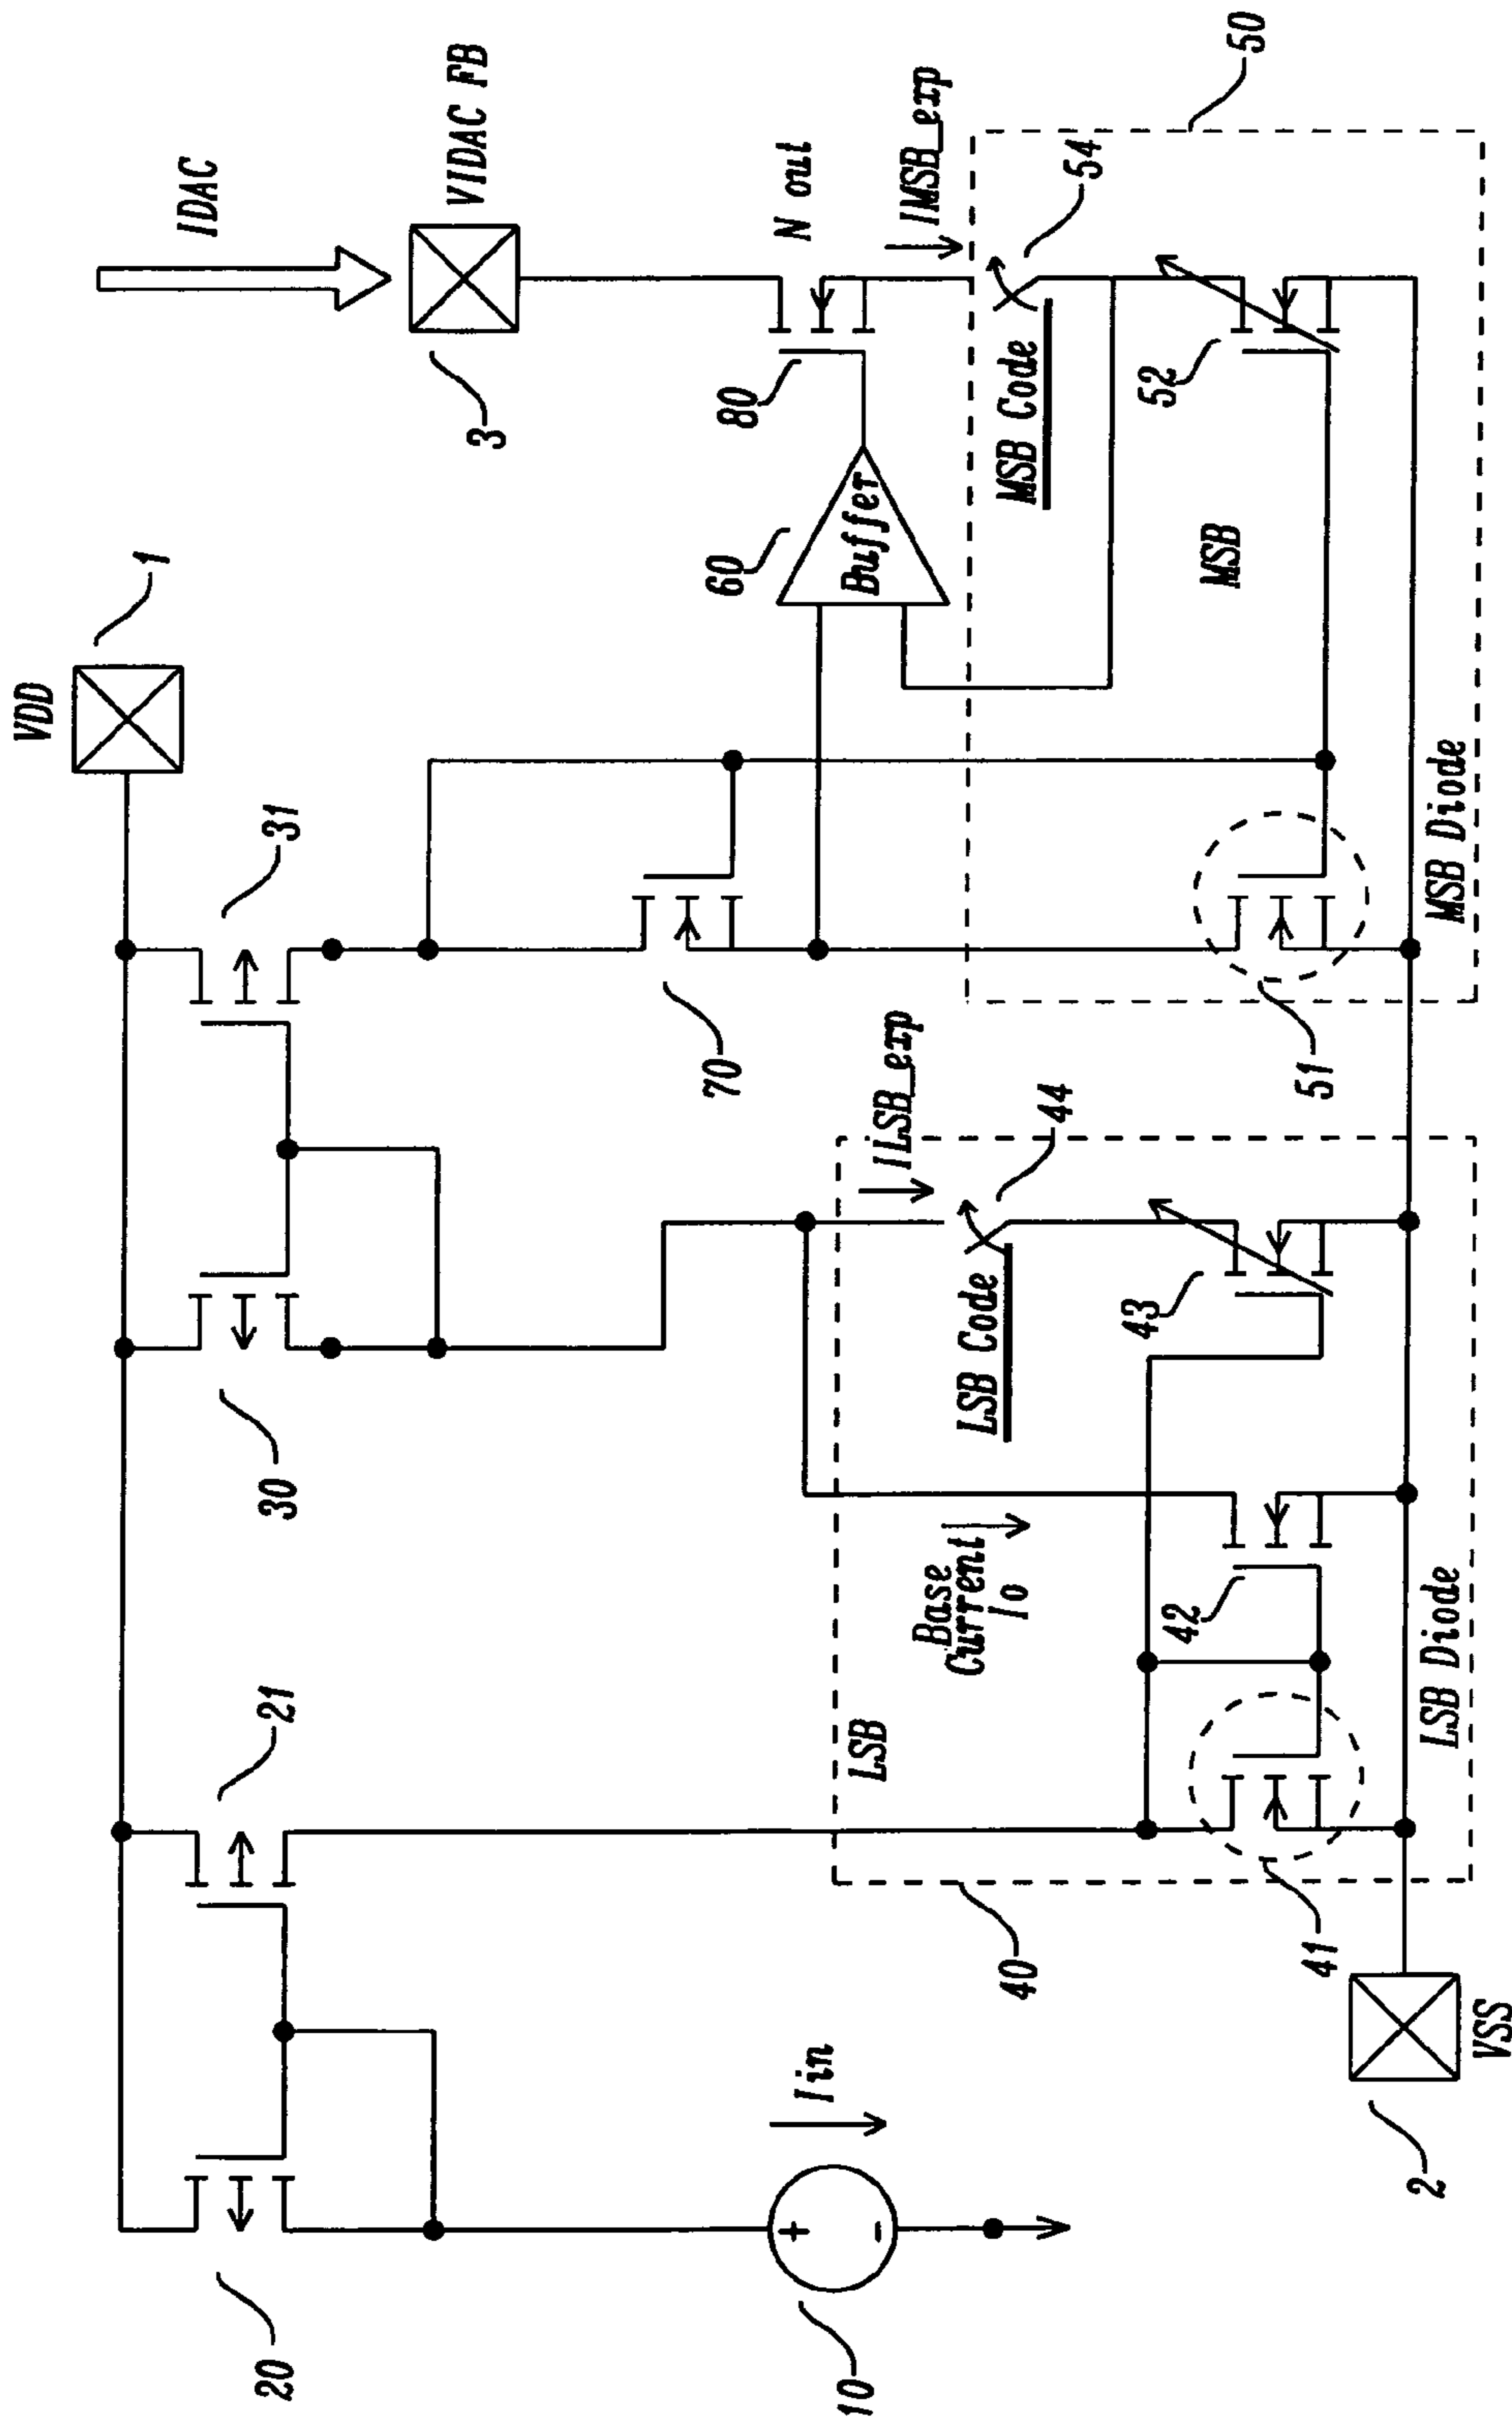 IDAC
VDD
1
3
VIDAC FB
20
21
30
31
60
80
N out
Buffer
IMSB_exp
10
+
-
Iin
40
LSB
Base
Current
Io
ILSB_exp
70
MSB Code
54
50
LSB Code
44
42
43
MSB
52
41
LSB Diode
51
MSB Diode
2
VSS